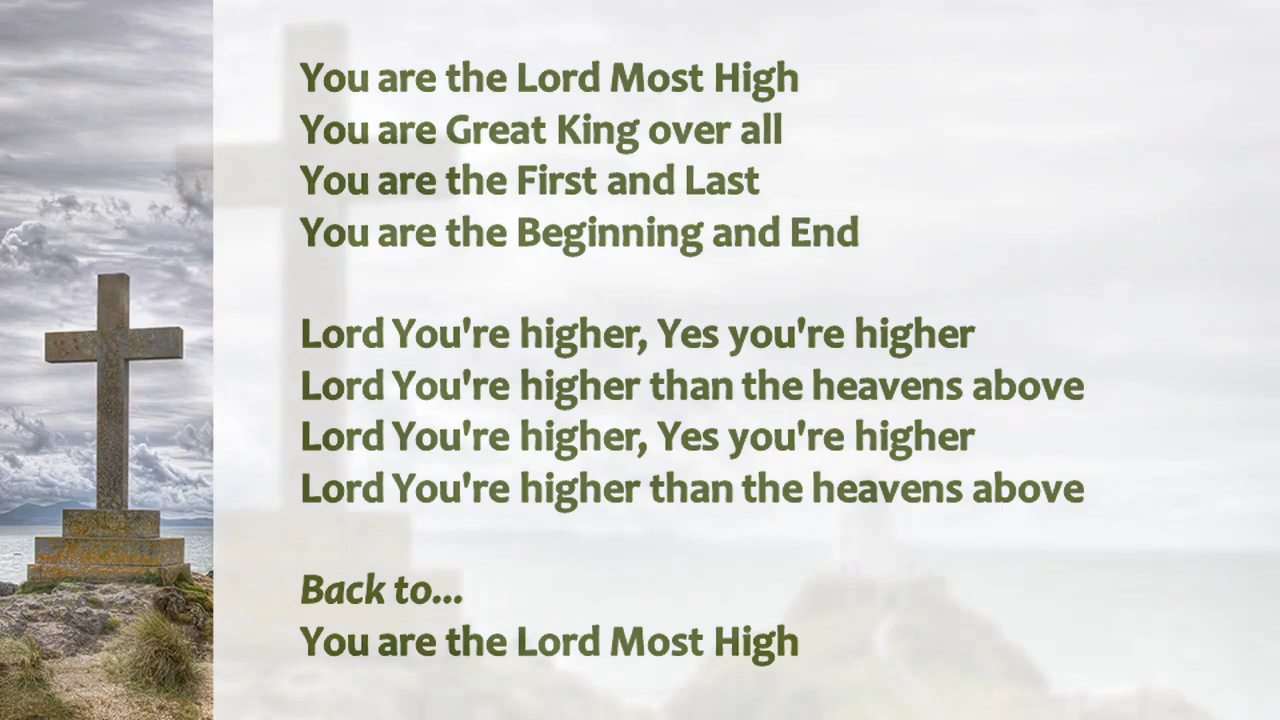 You are the Lord Most High
You are Great King over all
You are the First and Last
You are the Beginning and End
Lord You're higher, Yes you're higher
Lord You're higher than the heavens above
Lord You're higher, Yes you're higher
Lord You're higher than the heavens above
Back to...
You are the Lord Most High